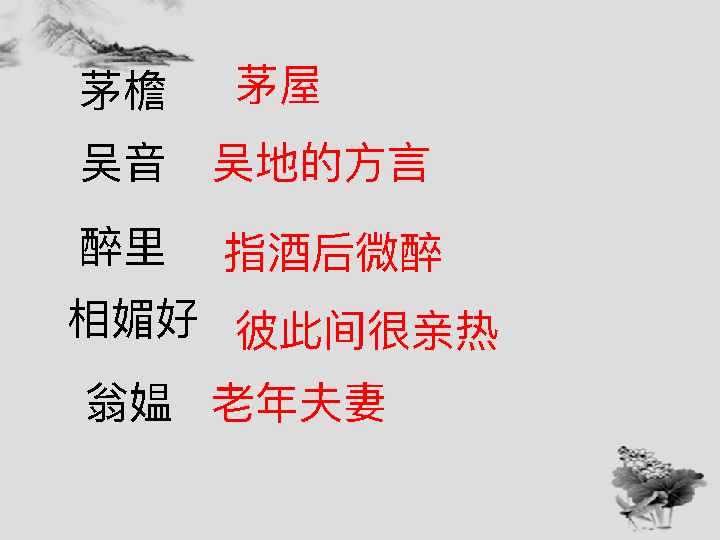 茅檐 茅屋
吴音 吴地的方言
醉里 指酒后微醉
相媚好 彼此间很亲热
翁媪 老年夫妻